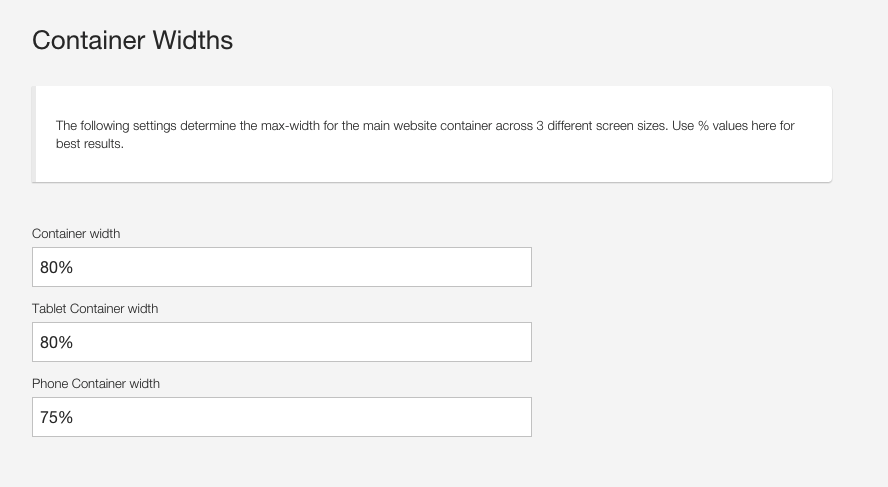 Container Widths
The following settings determine the max-width for the main website container across 3 different screen sizes. Use % values here for
best results.
Container width
80%
Tablet Container width
80%
Phone Container width
75%